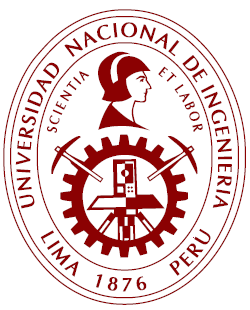 UNIVERSIDAD NACIONAL DE INGENIERIA
SCIENTIA ET LABOR
LIMA 1876 PERU